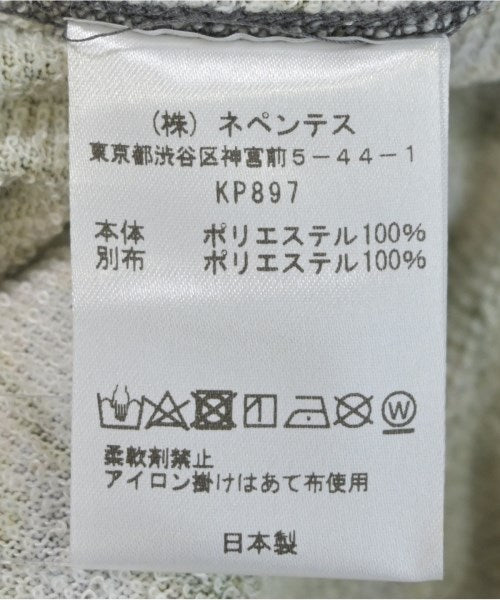 (株) ネペンテス
東京都渋谷区神宮前5-44-1
KP897
本体 ポリエステル100%
別布 ポリエステル100%
W
柔軟剤禁止
アイロン掛けはあて布使用
日本製